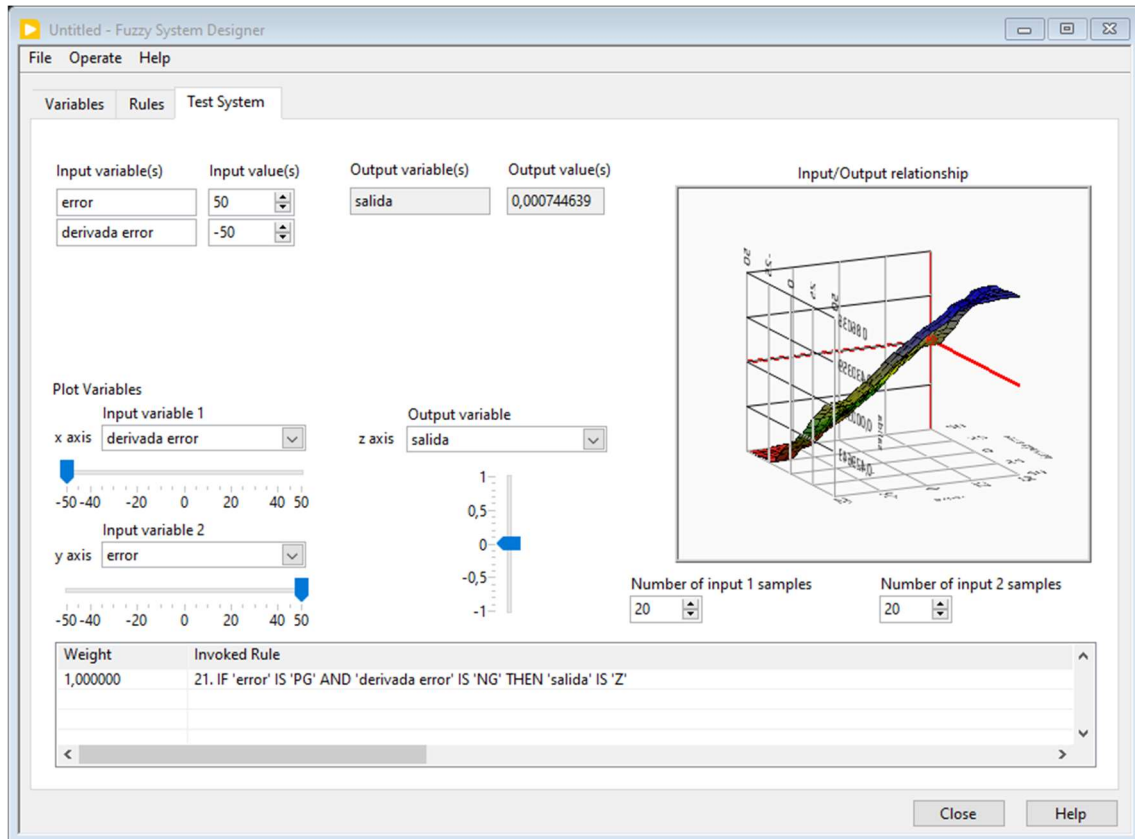 Untitled - Fuzzy System Designer
File Operate Help
Variables Rules Test System
Input variable(s) Input value(s) Output variable(s) Output value(s) Input/Output relationship
error 50 salida 0,000744639
derivada error -50
Plot Variables
Input variable 1
x axis derivada error
-50 -40 -20 0 20 40 50
Input variable 2
y axis error
-50 -40 -20 0 20 40 50
Output variable
z axis salida
1
0,5
0
-0,5
-1
Number of input 1 samples Number of input 2 samples
20 20
Weight Invoked Rule
1,000000 21. IF 'error' IS 'PG' AND 'derivada error' IS 'NG' THEN 'salida' IS 'Z'
Close Help